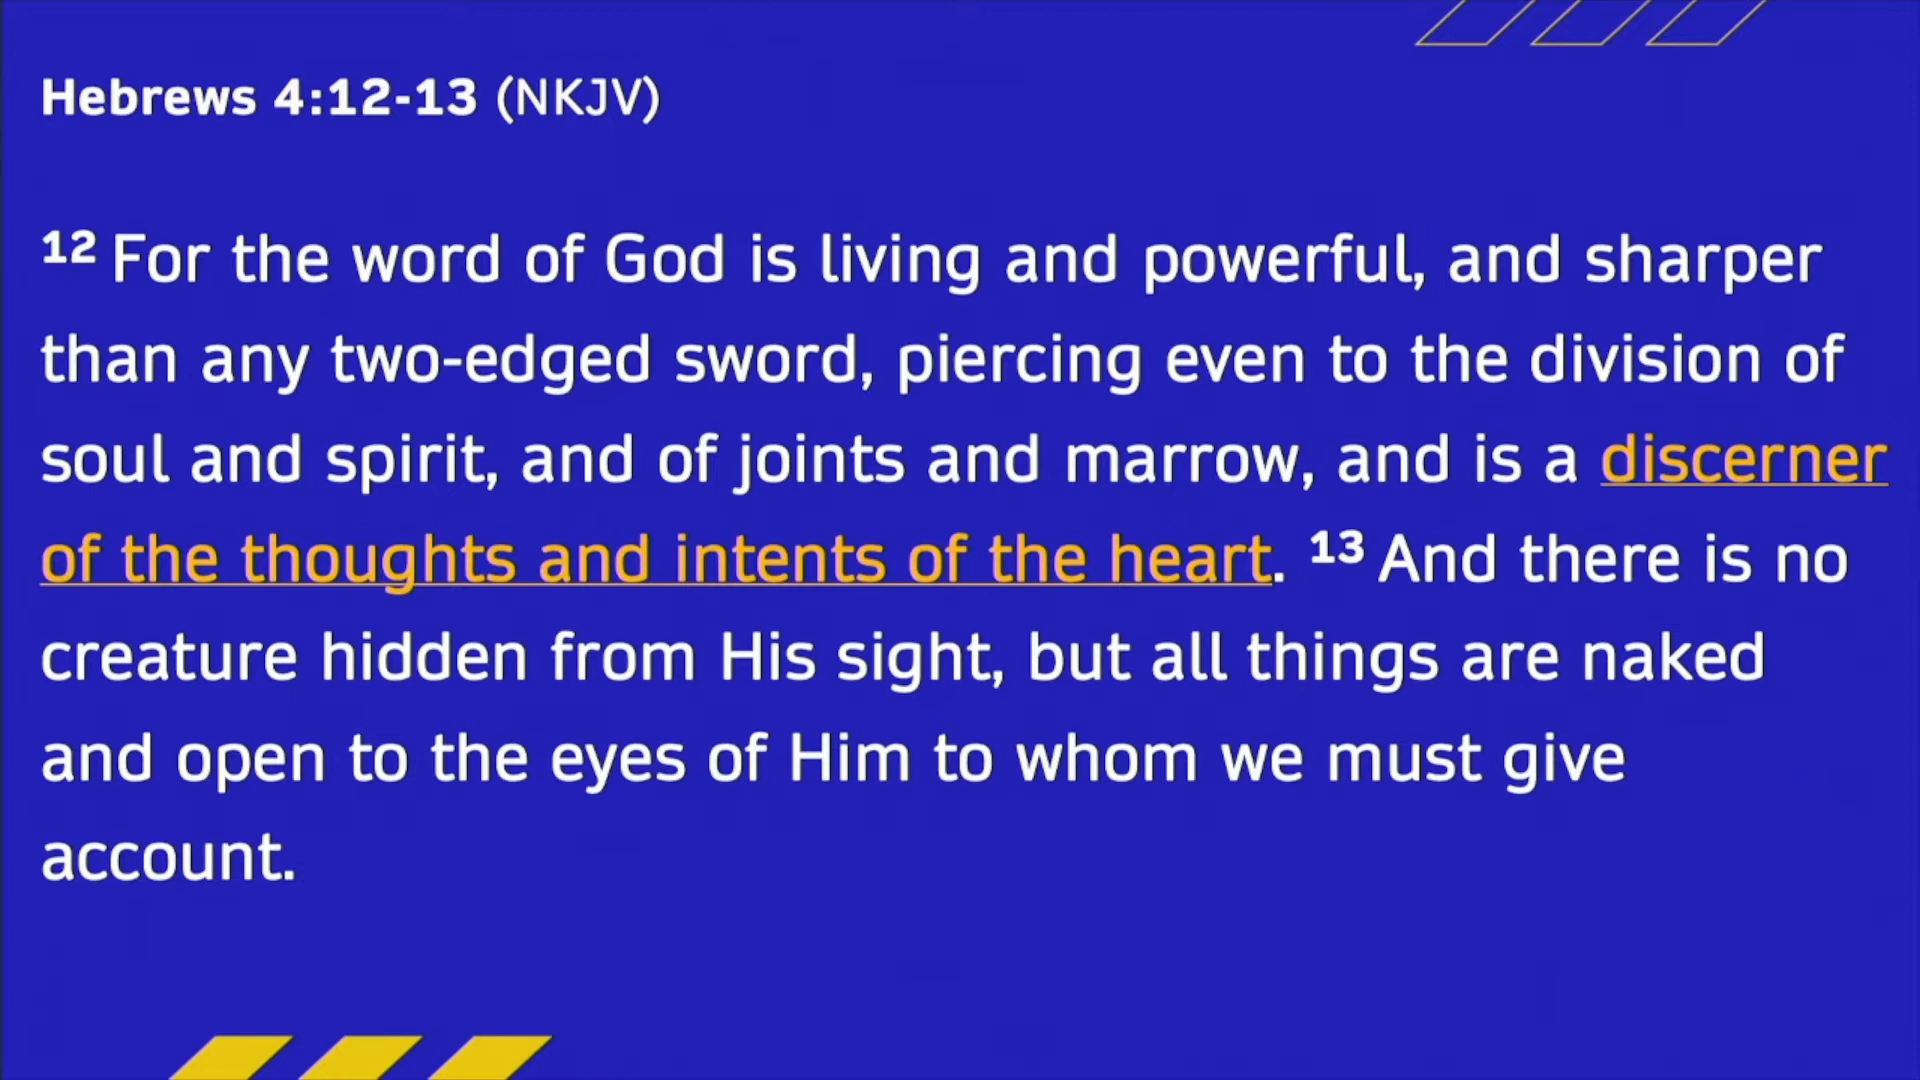 Hebrews 4:12-13 (NKJV)
12 For the word of God is living and powerful, and sharper
than any two-edged sword, piercing even to the division of
soul and spirit, and of joints and marrow, and is a discerner
of the thoughts and intents of the heart. 13 And there is no
creature hidden from His sight, but all things are naked
and open to the eyes of Him to whom we must give
account.